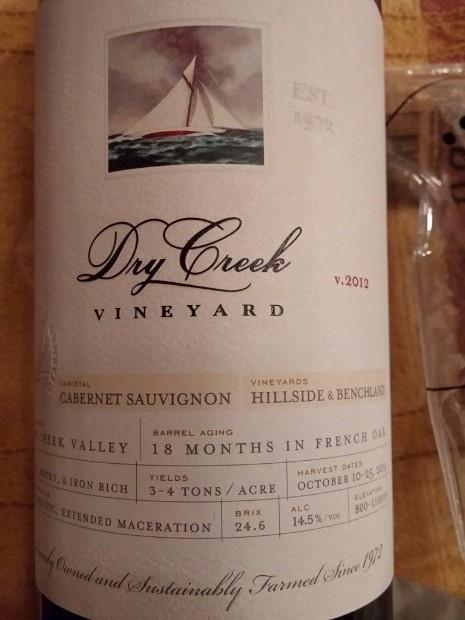 EST.
1972
Dry Creek
v.2012
VINEYARD
VARIETAL
CABERNET SAUVIGNON
VINEYARDS
HILLSIDE & BENCHLAND
CREEK VALLEY
BARREL AGING
18 MONTHS IN FRENCH OAK
ROCKY, & IRON RICH
YIELDS
3-4 TONS / ACRE
HARVEST DATES
OCTOBER 10-25, 2012
EXTENDED MACERATION
BRIX
24.6
ALC
14.5%/VOL
ELEVATION
Owned and Sustainably Farmed Since 1972